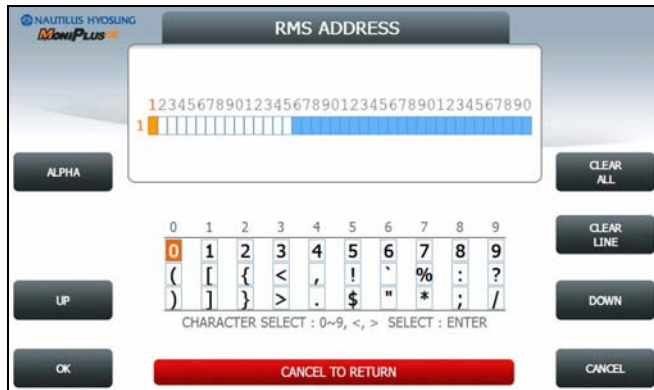 NAUTILUS HYOSUNG
MoniPlus
RMS ADDRESS
1234567890123456789012345678901234567890
1
ALPHA
CLEAR
ALL
0 1 2 3 4 5 6 7 8 9
0 1 2 3 4 5 6 7 8 9
( [ { < , ! ` % : ?
) ] } > . $ " * ; /
CLEAR
LINE
UP
DOWN
CHARACTER SELECT : 0~9, <, > SELECT : ENTER
OK
CANCEL TO RETURN
CANCEL